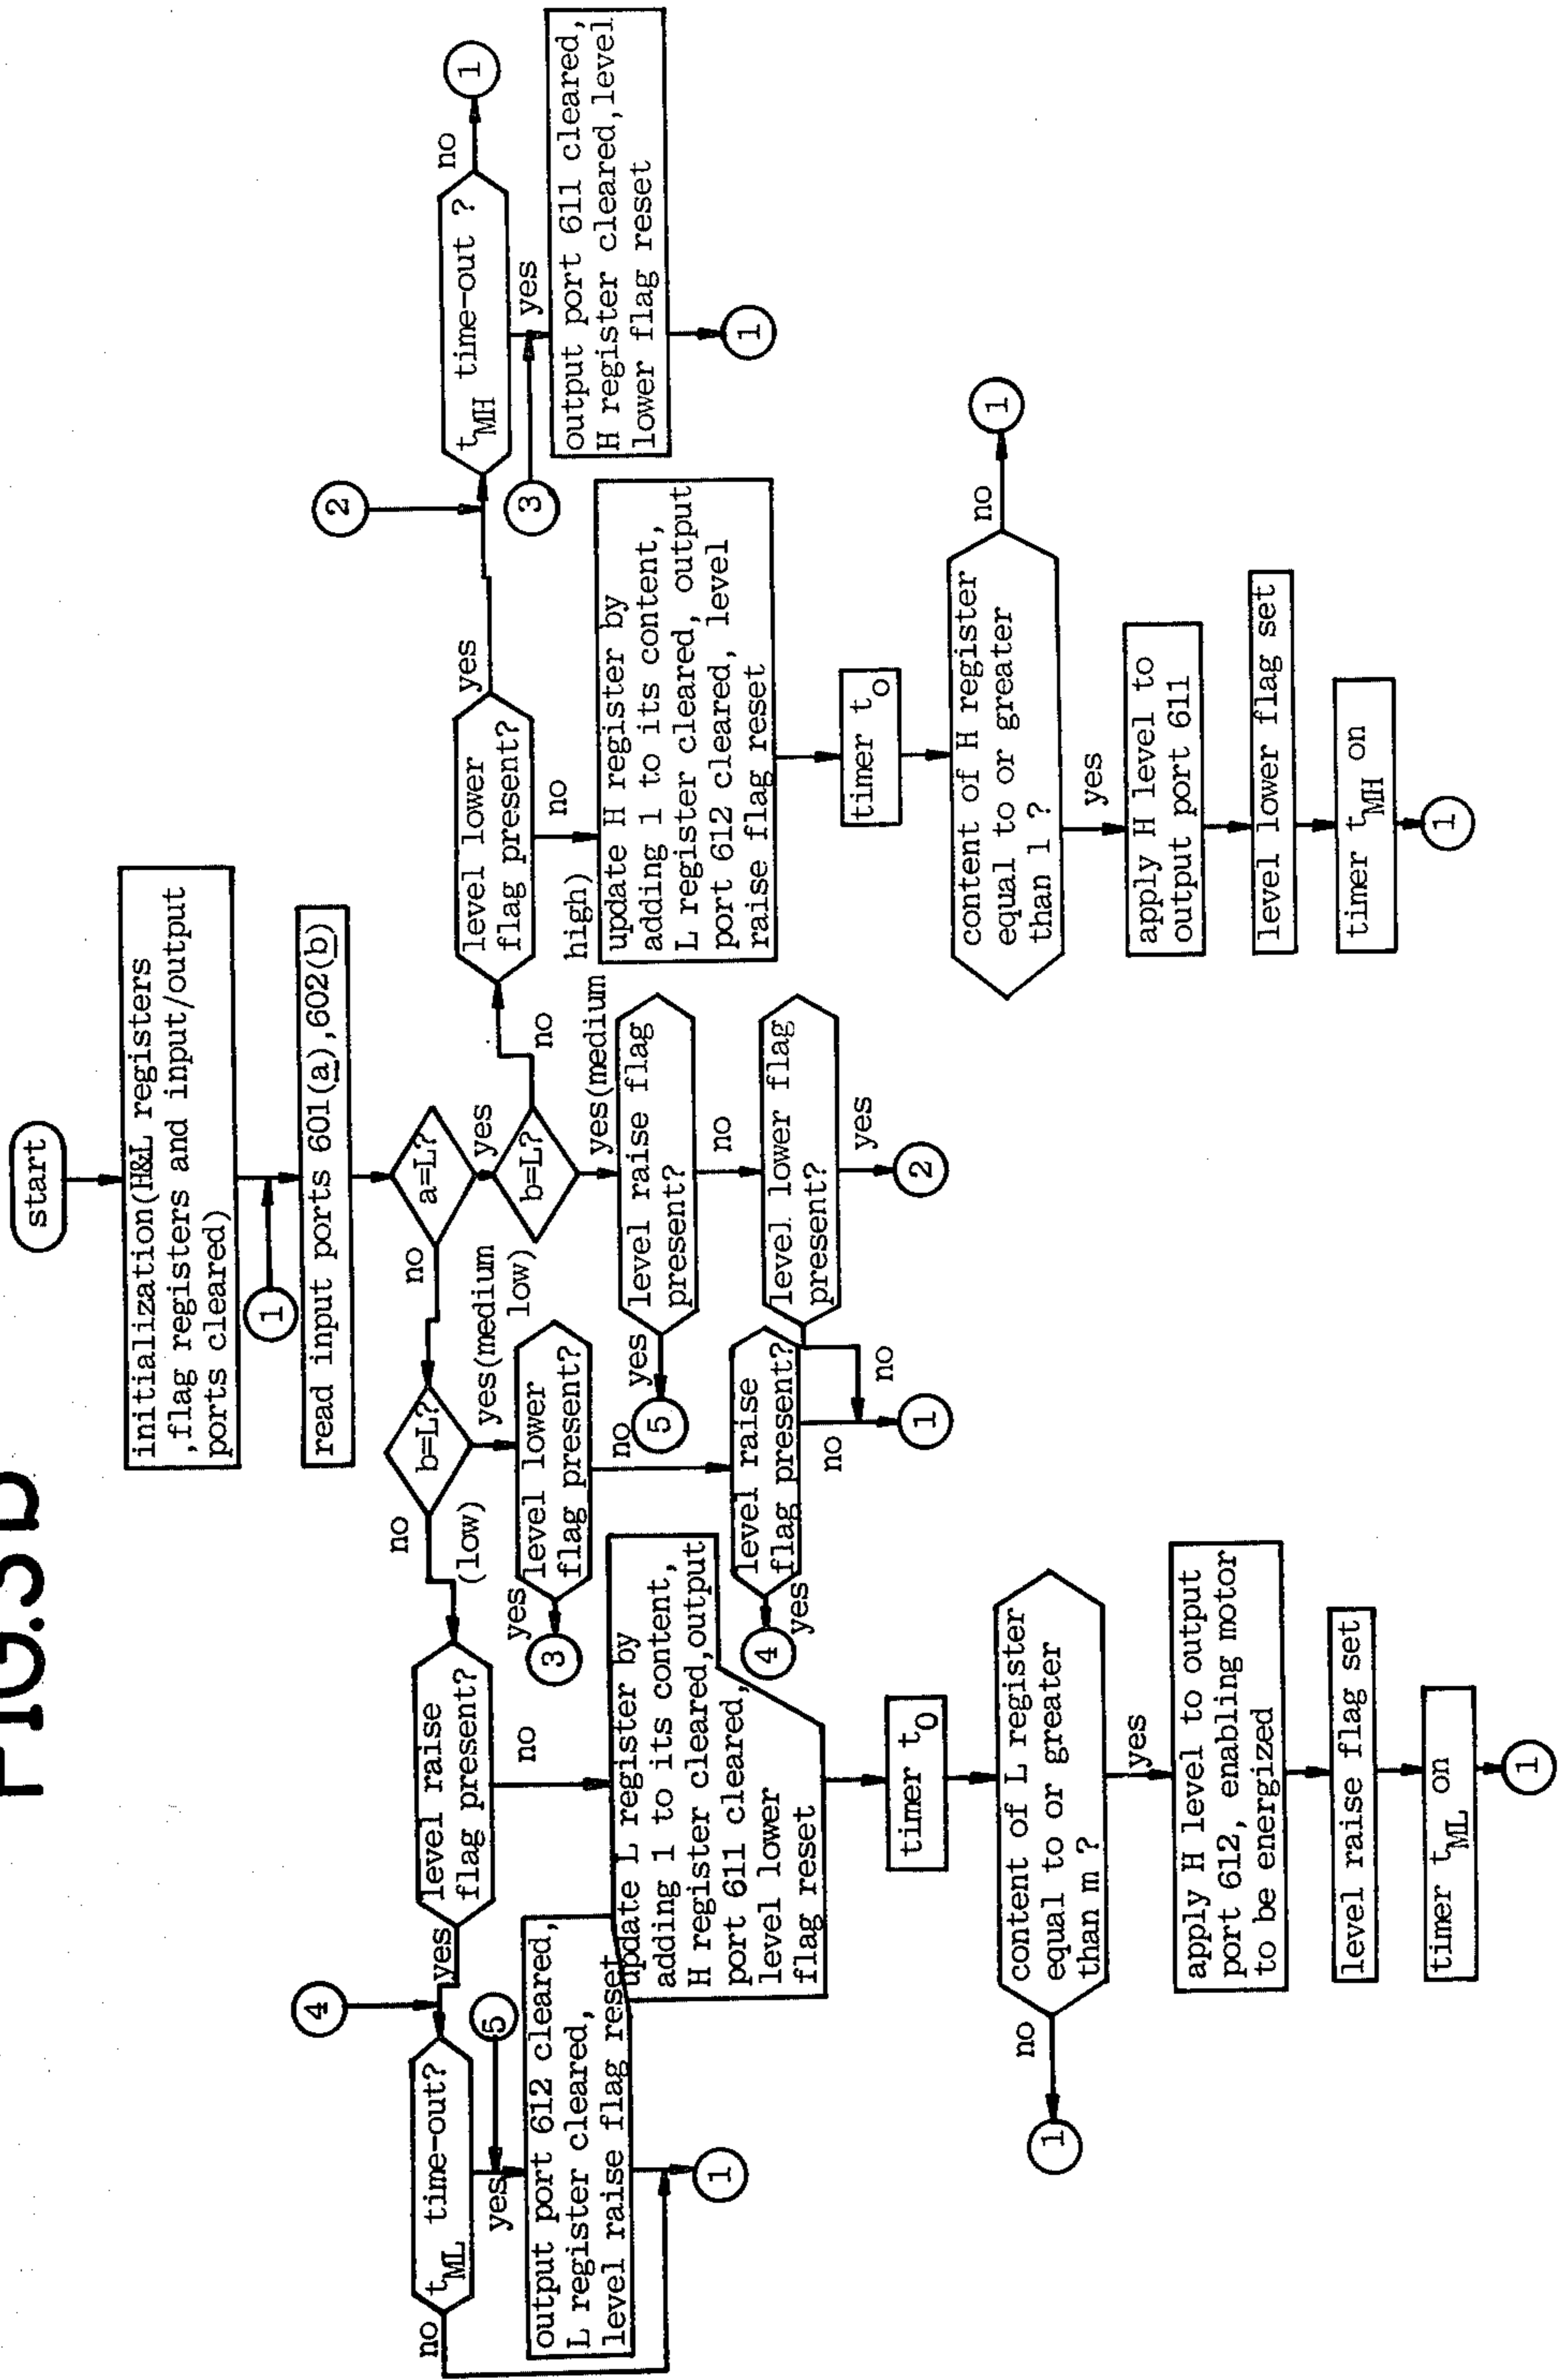 FIG.3B
start
initialization(H&L registers
,flag registers and input/output
ports cleared)
1
read input ports 601(a),602(b)
a=L?
no
yes
b=L?
no
(low)
yes(medium
low)
b=L?
no
yes(medium
high)
4
level raise
flag present?
yes
no
t_ML time-out?
no
yes
5
output port 612 cleared,
L register cleared,
level raise flag reset
1
update L register by
adding 1 to its content,
H register cleared,output
port 611 cleared,
level lower
flag reset
timer t_0
content of L register
equal to or greater
than m ?
no
1
yes
apply H level to output
port 612, enabling motor
to be energized
level raise flag set
timer t_ML on
1
level lower
flag present?
yes
3
no
level raise
flag present?
yes
4
no
1
level raise flag
present?
yes
5
no
level lower flag
present?
no
yes
2
level lower
flag present?
yes
no
2
t_MH time-out ?
no
1
yes
3
output port 611 cleared,
H register cleared,level
lower flag reset
1
update H register by
adding 1 to its content,
L register cleared, output
port 612 cleared, level
raise flag reset
timer t_o
content of H register
equal to or greater
than l ?
no
1
yes
apply H level to
output port 611
level lower flag set
timer t_MH on
1